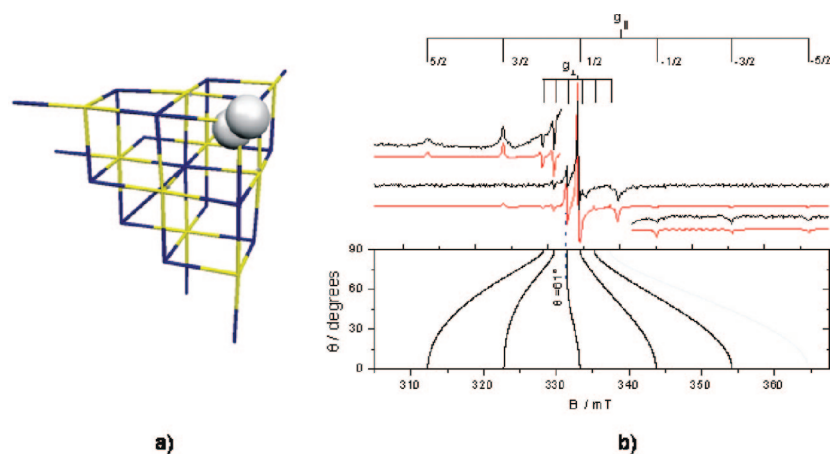 g||
5/2 3/2 1/2 -1/2 -3/2 -5/2
g⊥
90
60
30
0
θ / degrees
θ=61°
310 320 330 340 350 360
B / mT
a) b)